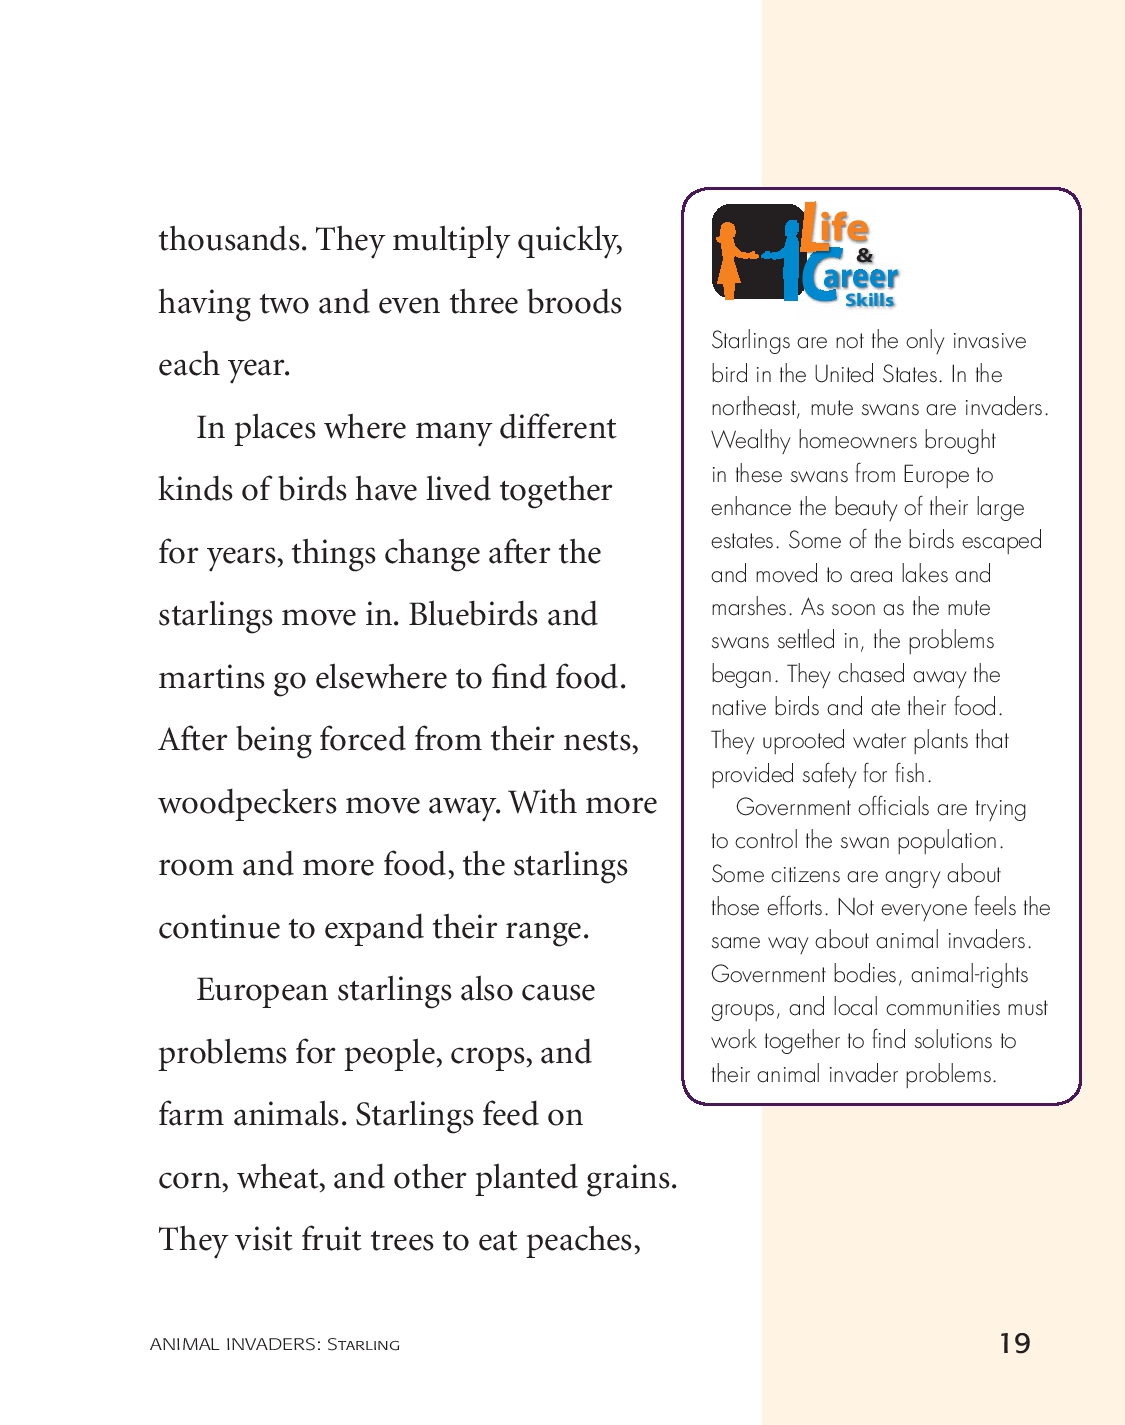 thousands. They multiply quickly,
having two and even three broods
each year.
In places where many different
kinds of birds have lived together
for years, things change after the
starlings move in. Bluebirds and
martins go elsewhere to find food.
After being forced from their nests,
woodpeckers move away. With more
room and more food, the starlings
continue to expand their range.
European starlings also cause
problems for people, crops, and
farm animals. Starlings feed on
corn, wheat, and other planted grains.
They visit fruit trees to eat peaches,
Life
&
Career
Skills
Starlings are not the only invasive
bird in the United States. In the
northeast, mute swans are invaders.
Wealthy homeowners brought
in these swans from Europe to
enhance the beauty of their large
estates. Some of the birds escaped
and moved to area lakes and
marshes. As soon as the mute
swans settled in, the problems
began. They chased away the
native birds and ate their food.
They uprooted water plants that
provided safety for fish.
Government officials are trying
to control the swan population.
Some citizens are angry about
those efforts. Not everyone feels the
same way about animal invaders.
Government bodies, animal-rights
groups, and local communities must
work together to find solutions to
their animal invader problems.
ANIMAL INVADERS: Starling
19